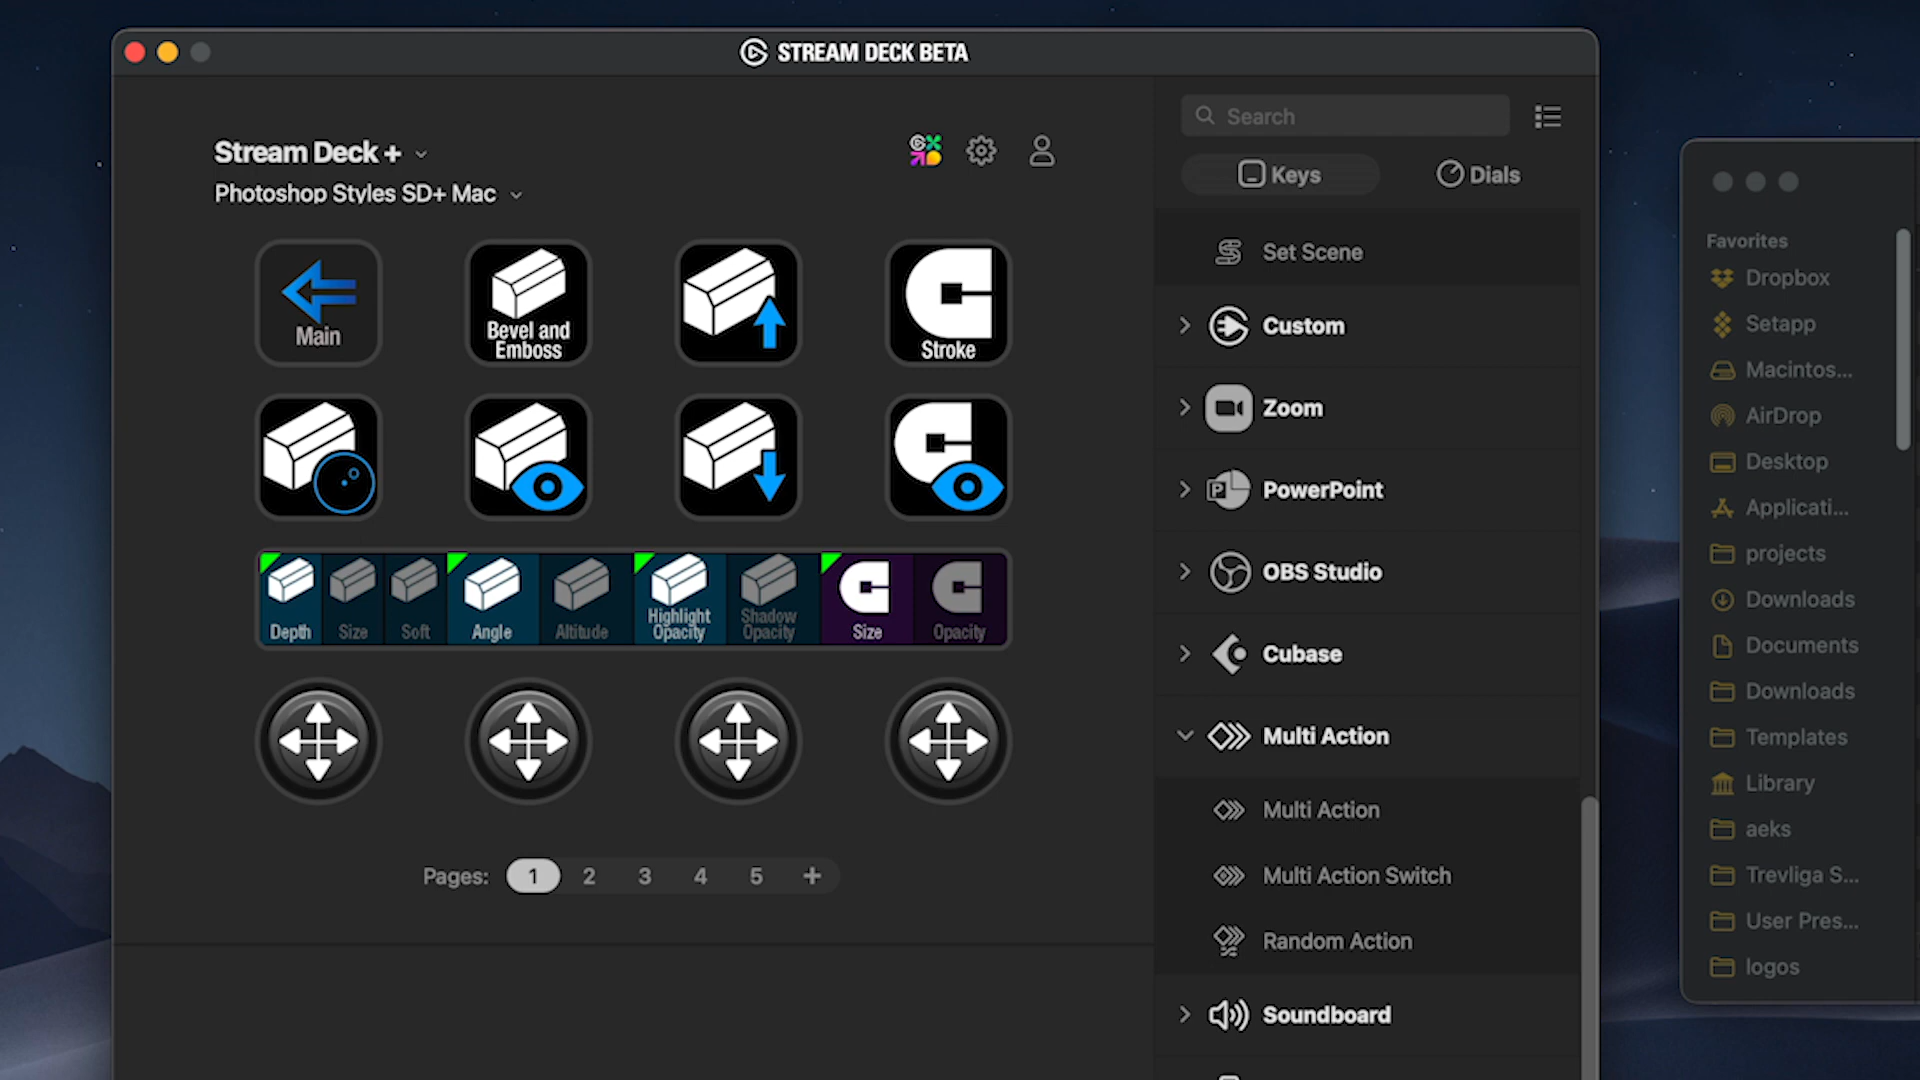 STREAM DECK BETA
Stream Deck +
Photoshop Styles SD+ Mac
Main
Bevel and
Emboss
Stroke
Depth
Size
Soft
Angle
Altitude
Highlight
Opacity
Shadow
Opacity
Size
Opacity
Pages: 1 2 3 4 5 +
Search
Keys
Dials
Set Scene
Custom
Zoom
PowerPoint
OBS Studio
Cubase
Multi Action
Multi Action
Multi Action Switch
Random Action
Soundboard
Favorites
Dropbox
Setapp
Macintos...
AirDrop
Desktop
Applicati...
projects
Downloads
Documents
Downloads
Templates
Library
aeks
Trevliga S...
User Pres...
logos